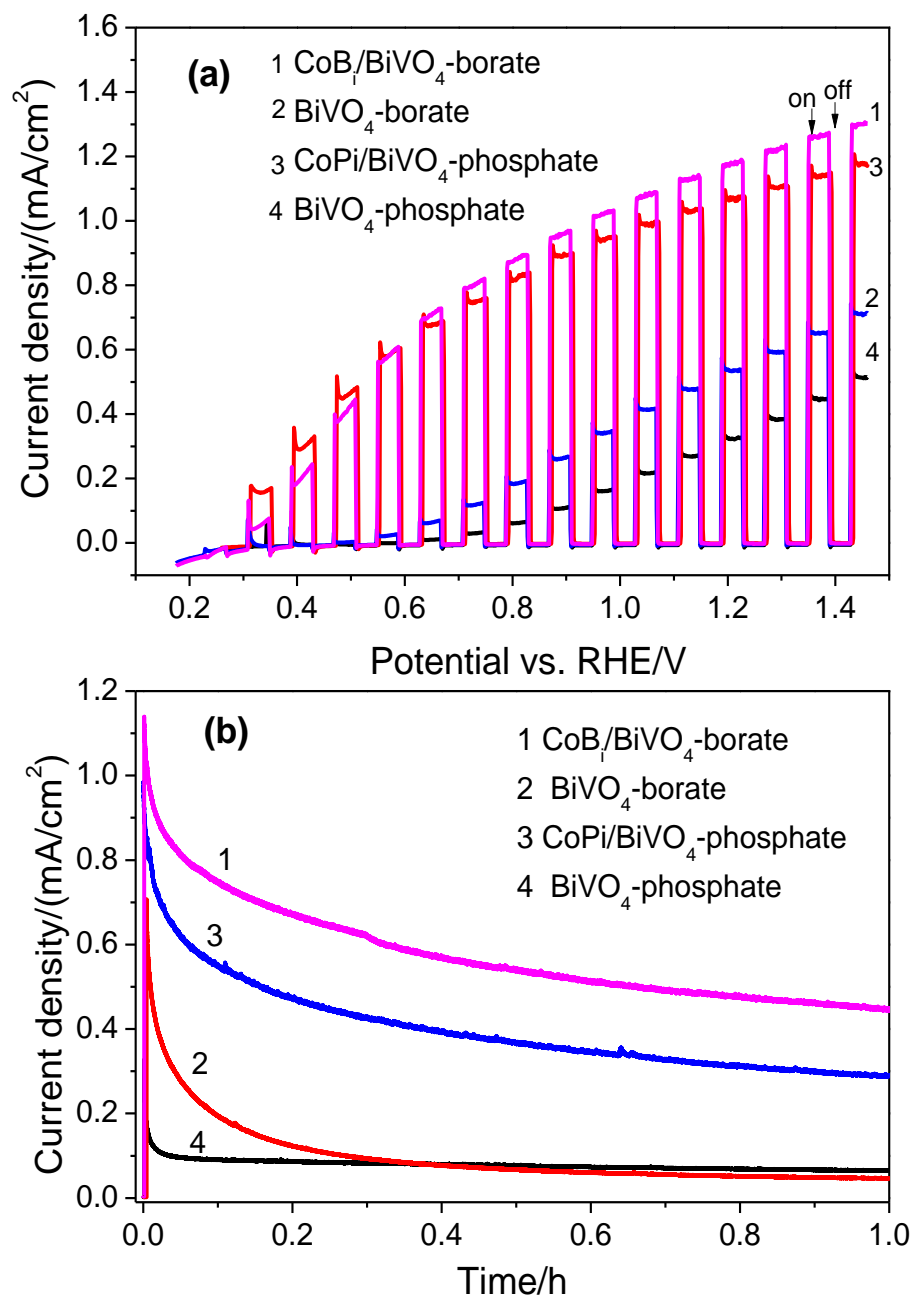 (a)
1 CoBᵢ/BiVO₄-borate
2 BiVO₄-borate
3 CoPi/BiVO₄-phosphate
4 BiVO₄-phosphate
on
off
1
3
2
4
1.6
1.4
1.2
1.0
0.8
0.6
0.4
0.2
0.0
Current density/(mA/cm²)
0.2 0.4 0.6 0.8 1.0 1.2 1.4
Potential vs. RHE/V
(b)
1 CoBᵢ/BiVO₄-borate
2 BiVO₄-borate
3 CoPi/BiVO₄-phosphate
4 BiVO₄-phosphate
1
3
2
4
1.2
1.0
0.8
0.6
0.4
0.2
0.0
Current density/(mA/cm²)
0.0 0.2 0.4 0.6 0.8 1.0
Time/h